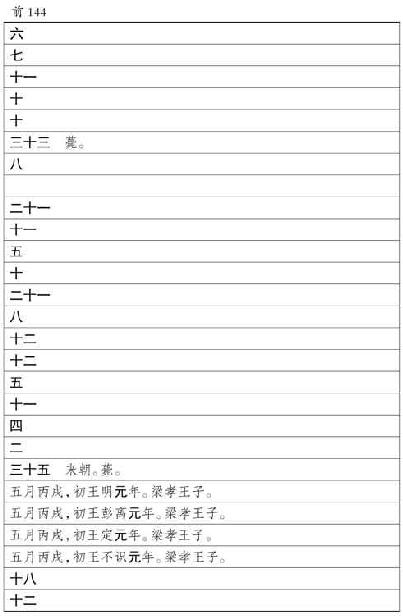 前 144
六
七
十一
十
十
三十三 薨。
八
二十一
十一
五
十
二十一
八
十二
十二
五
十一
四
二
三十五 来朝。薨。
五月丙戌，初王明元年。梁孝王子。
五月丙戌，初王彭离元年。梁孝王子。
五月丙戌，初王定元年。梁孝王子。
五月丙戌，初王不识元年。梁孝王子。
十八
十二